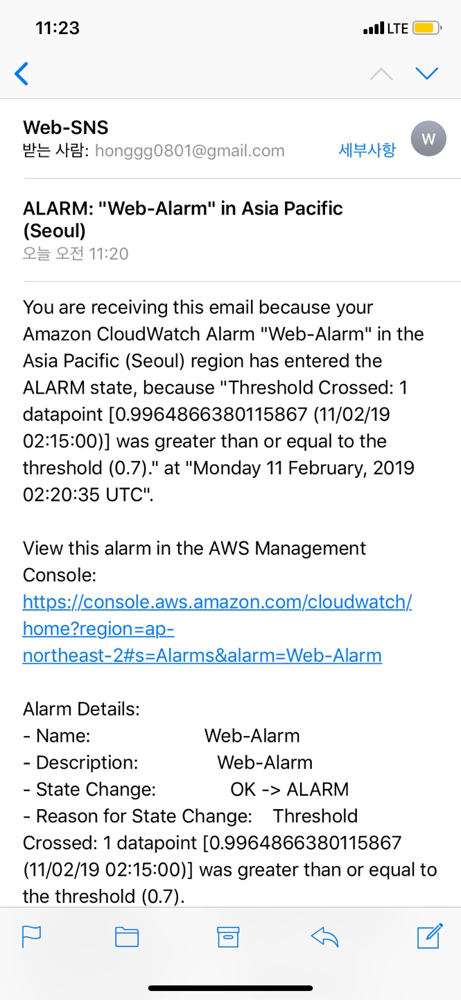 11:23
LTE
Web-SNS
받는 사람: honggg0801@gmail.com
세부사항
W
ALARM: "Web-Alarm" in Asia Pacific
(Seoul)
오늘 오전 11:20
You are receiving this email because your
Amazon CloudWatch Alarm "Web-Alarm" in the
Asia Pacific (Seoul) region has entered the
ALARM state, because "Threshold Crossed: 1
datapoint [0.9964866380115867 (11/02/19
02:15:00)] was greater than or equal to the
threshold (0.7)." at "Monday 11 February, 2019
02:20:35 UTC".
View this alarm in the AWS Management
Console:
https://console.aws.amazon.com/cloudwatch/
home?region=ap-
northeast-2#s=Alarms&alarm=Web-Alarm
Alarm Details:
- Name: Web-Alarm
- Description: Web-Alarm
- State Change: OK -> ALARM
- Reason for State Change: Threshold
Crossed: 1 datapoint [0.9964866380115867
(11/02/19 02:15:00)] was greater than or equal to
the threshold (0.7).